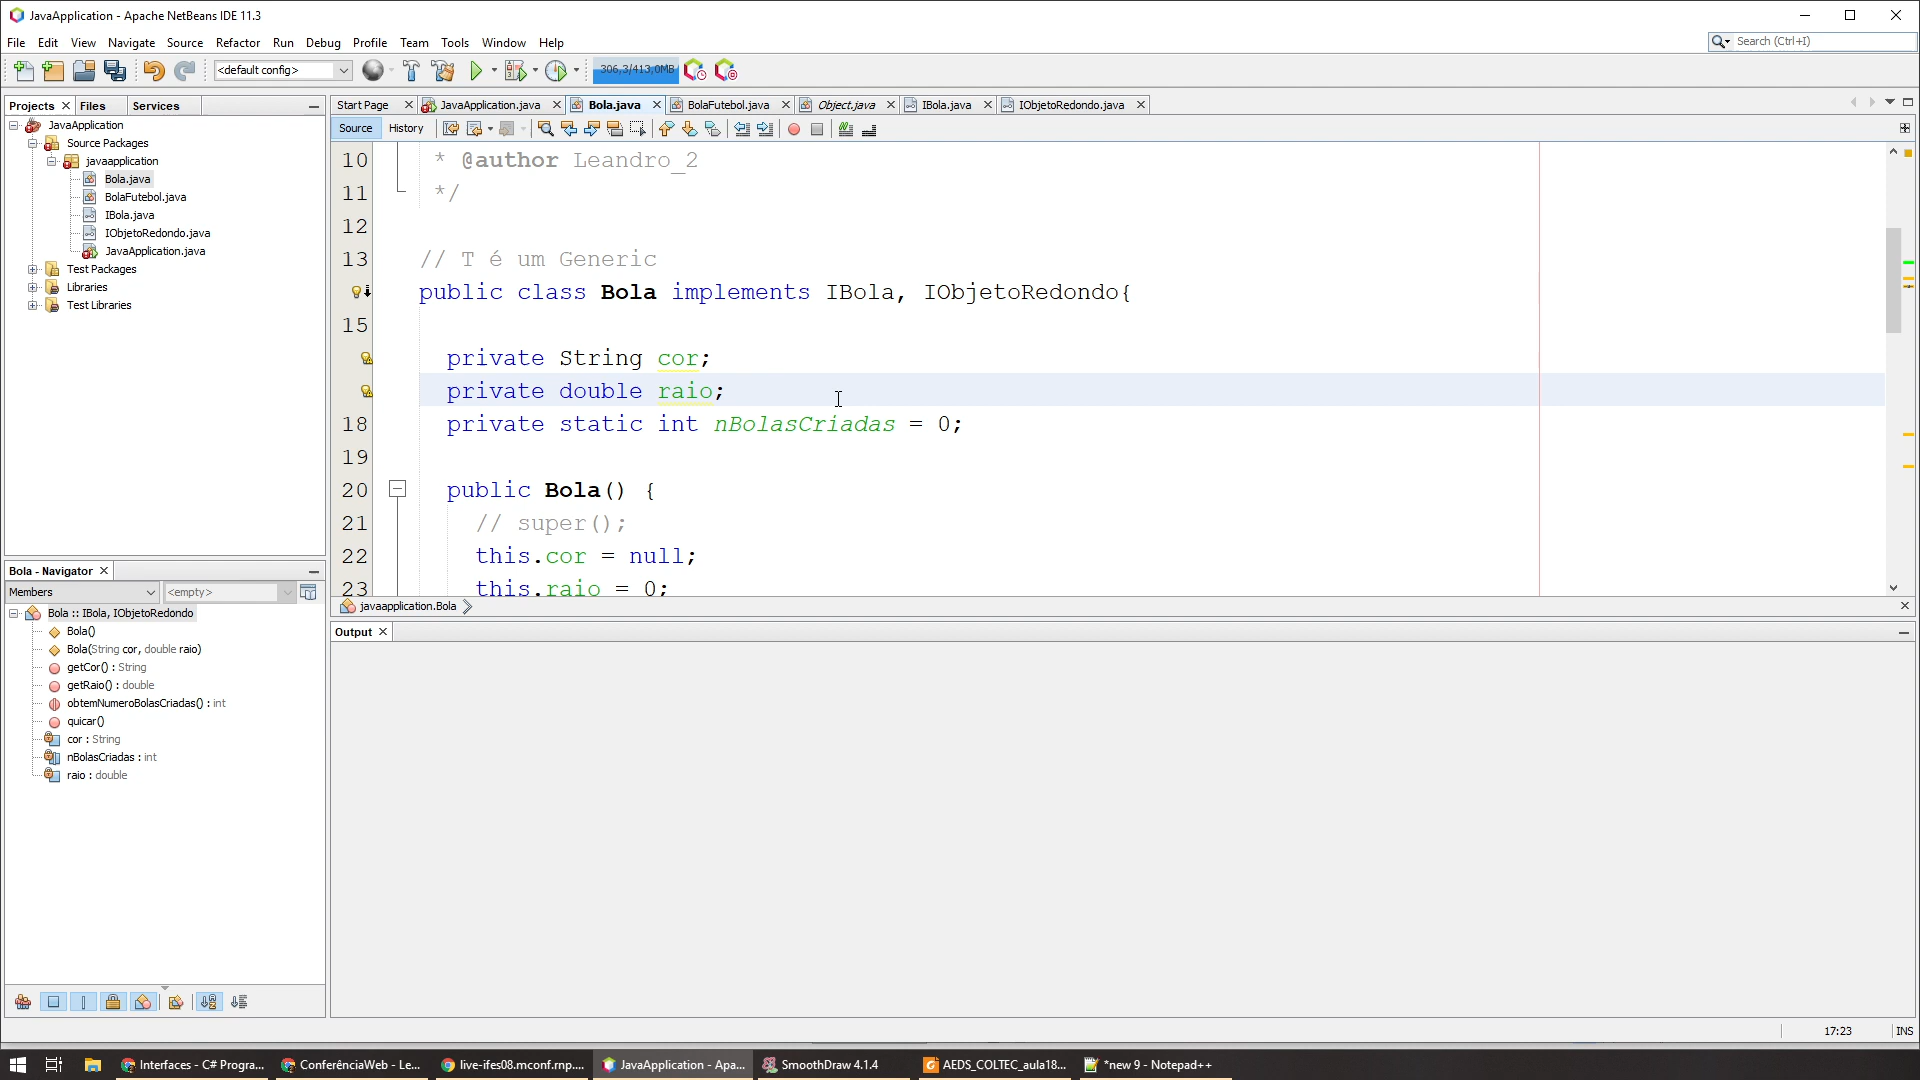 JavaApplication - Apache NetBeans IDE 11.3
File Edit View Navigate Source Refactor Run Debug Profile Team Tools Window Help
Search (Ctrl+I)
<default config>
306,3/413,0MB
Projects Files Services
Start Page JavaApplication.java Bola.java BolaFutebol.java Object.java IBola.java IObjetoRedondo.java
Source History
JavaApplication
Source Packages
javaapplication
Bola.java
BolaFutebol.java
IBola.java
IObjetoRedondo.java
JavaApplication.java
Test Packages
Libraries
Test Libraries
10 * @author Leandro_2
11 */
12
13 // T é um Generic
public class Bola implements IBola, IObjetoRedondo{
15
private String cor;
private double raio;
18 private static int nBolasCriadas = 0;
19
20 public Bola() {
21 // super();
22 this.cor = null;
23 this.raio = 0;
javaapplication.Bola
Bola - Navigator
Members <empty>
Bola :: IBola, IObjetoRedondo
Bola()
Bola(String cor, double raio)
getCor() : String
getRaio() : double
obtemNumeroBolasCriadas() : int
quicar()
cor : String
nBolasCriadas : int
raio : double
Output
17:23 INS
Interfaces - C# Progra... ConferênciaWeb - Le... live-ifes08.mconf.rnp.... JavaApplication - Apa... SmoothDraw 4.1.4 AEDS_COLTEC_aula18... *new 9 - Notepad++